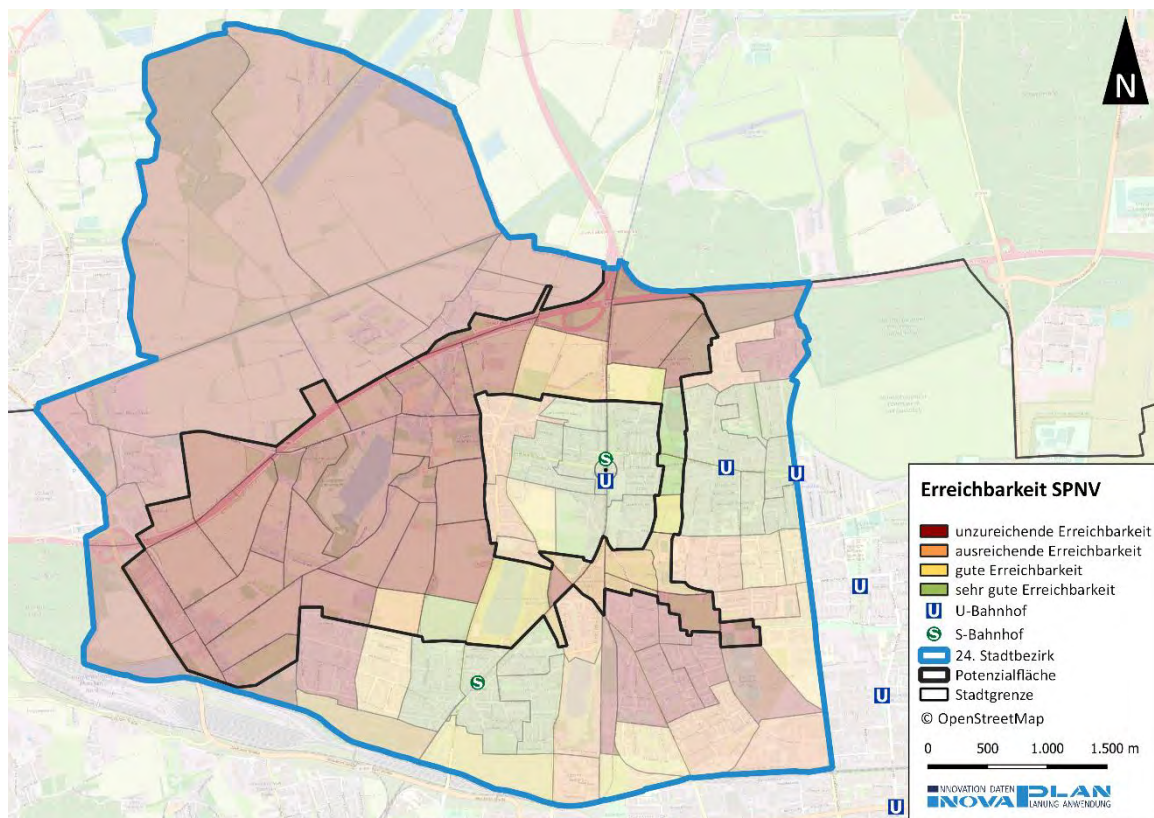 N
S
U
U
U
S
U
U
U
Erreichbarkeit SPNV
unzureichende Erreichbarkeit
ausreichende Erreichbarkeit
gute Erreichbarkeit
sehr gute Erreichbarkeit
U U-Bahnhof
S S-Bahnhof
24. Stadtbezirk
Potenzialfläche
Stadtgrenze
© OpenStreetMap
0 500 1.000 1.500 m
INNOVATION DATEN
INOVAPLAN
PLANUNG ANWENDUNG